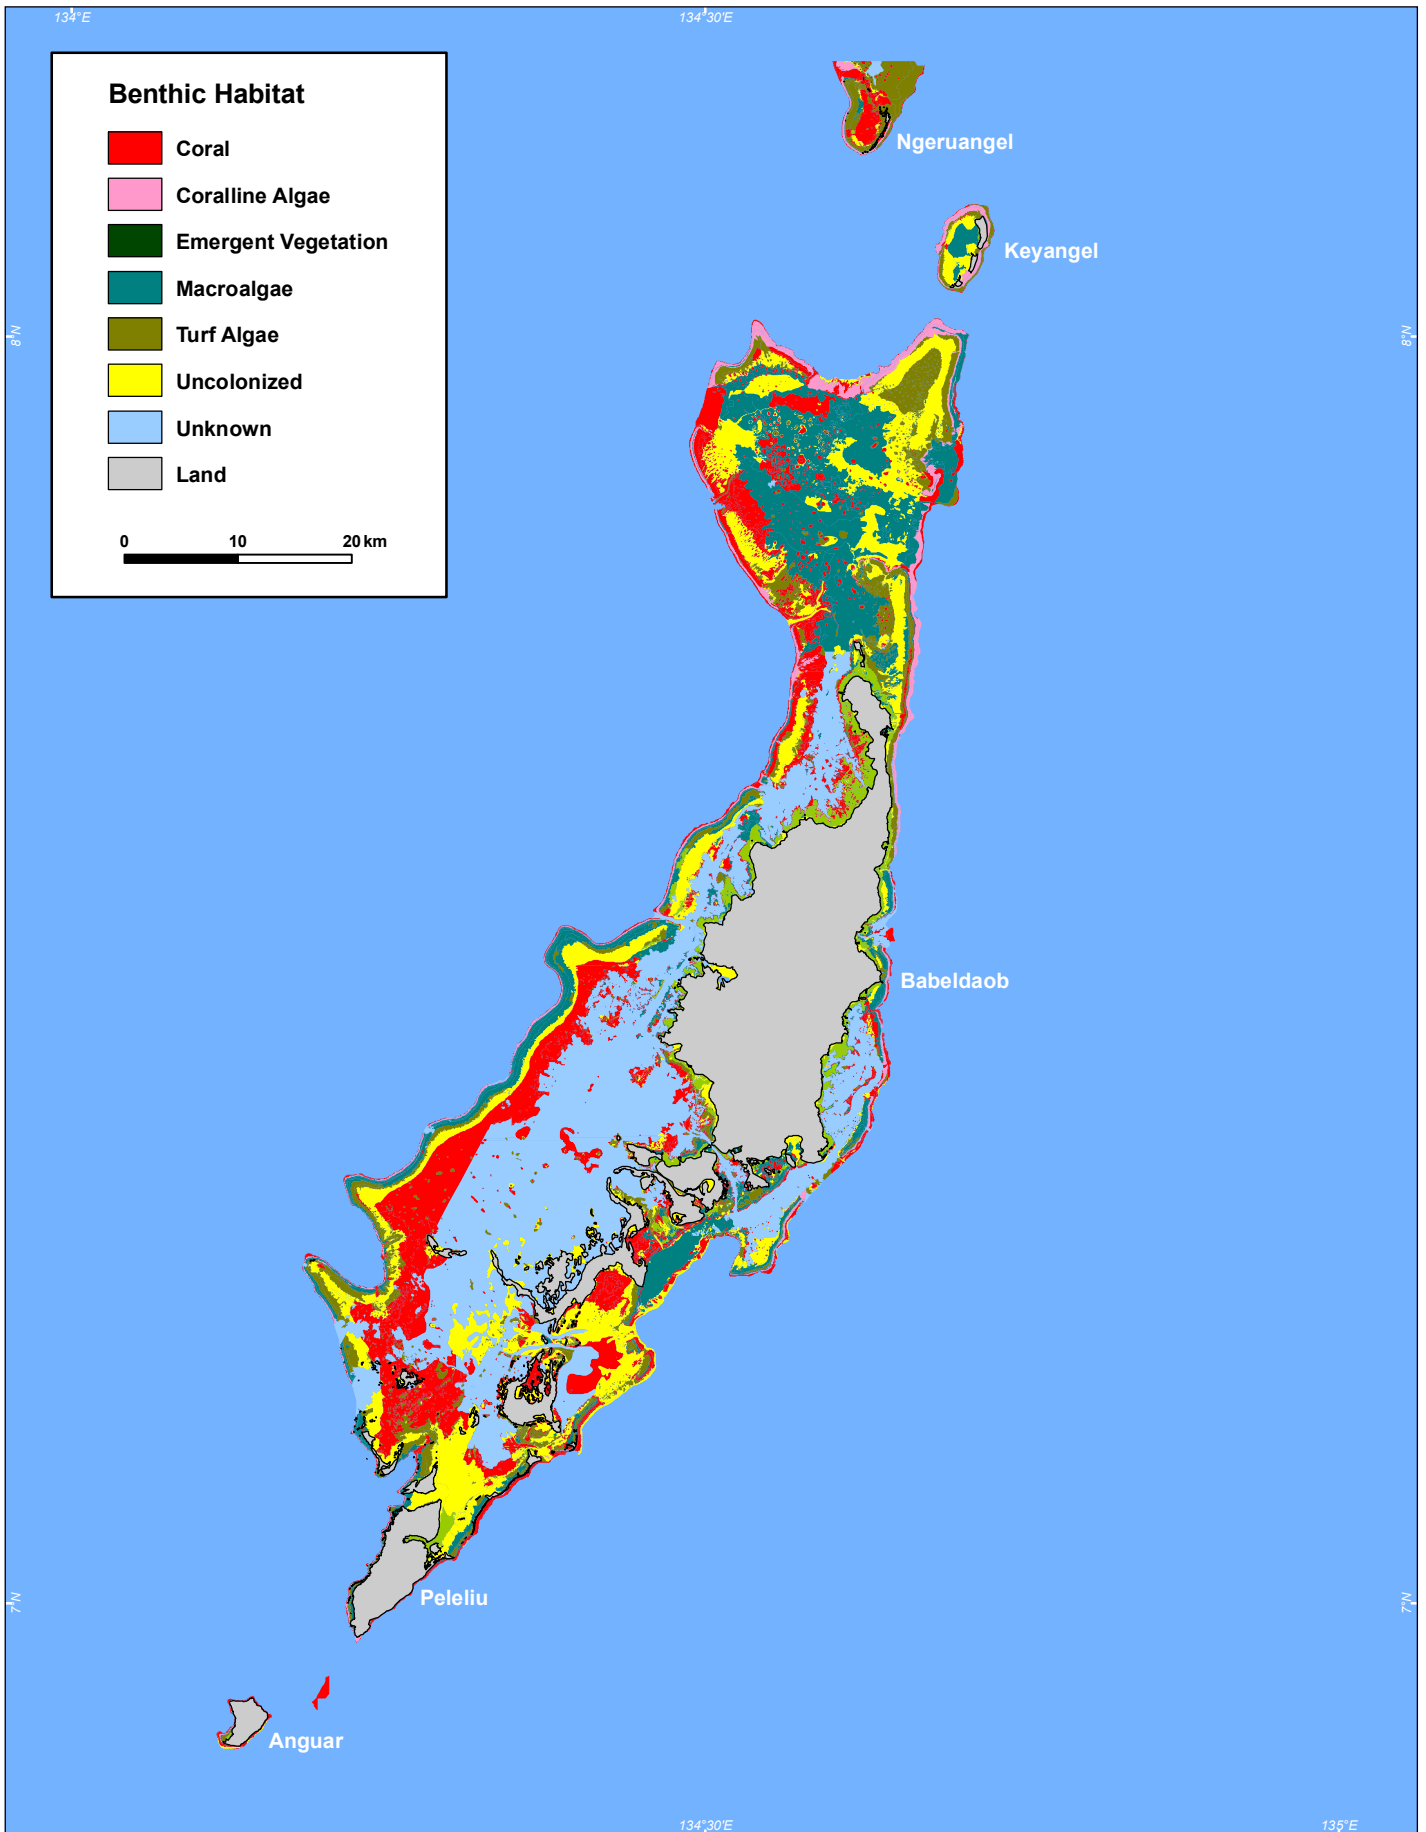 134°E
134°30'E
Benthic Habitat
Coral
Coralline Algae
Emergent Vegetation
Macroalgae
Turf Algae
Uncolonized
Unknown
Land
0 10 20 km
Ngeruangel
Keyangel
8°N
8°N
Babeldaob
7°N
7°N
Peleliu
Anguar
134°30'E
135°E